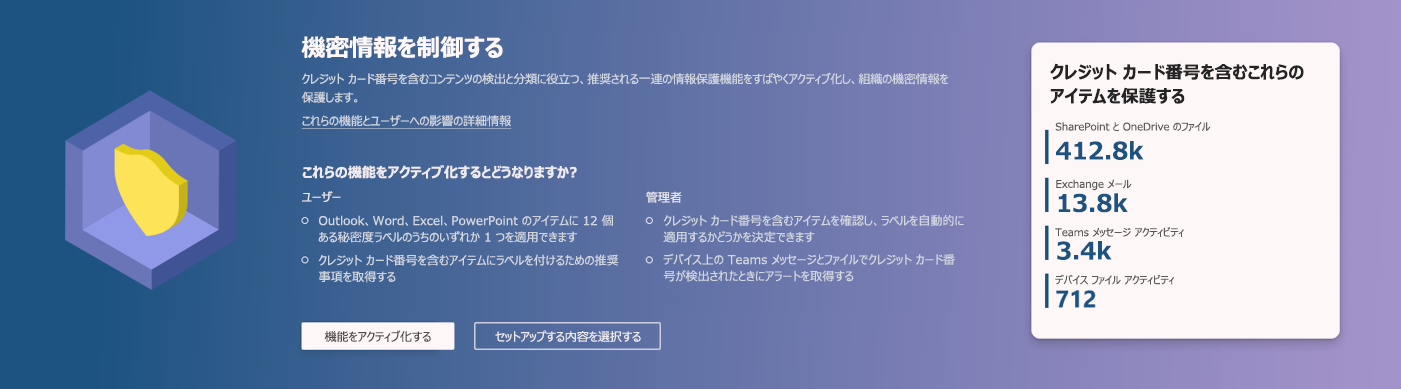 機密情報を制御する
クレジット カード番号を含むコンテンツの検出と分類に役立つ、推奨される一連の情報保護機能をすばやくアクティブ化し、組織の機密情報を
保護します。
これらの機能とユーザーへの影響の詳細情報
これらの機能をアクティブ化するとどうなりますか?
ユーザー
Outlook、Word、Excel、PowerPoint のアイテムに 12 個
ある秘密度ラベルのうちのいずれか 1 つを適用できます
クレジット カード番号を含むアイテムにラベルを付けるための推奨
事項を取得する
管理者
クレジット カード番号を含むアイテムを確認し、ラベルを自動的に
適用するかどうかを決定できます
デバイス上の Teams メッセージとファイルでクレジット カード番
号が検出されたときにアラートを取得する
機能をアクティブ化する
セットアップする内容を選択する
クレジット カード番号を含むこれらの
アイテムを保護する
SharePoint と OneDrive のファイル
412.8k
Exchange メール
13.8k
Teams メッセージ アクティビティ
3.4k
デバイス ファイル アクティビティ
712